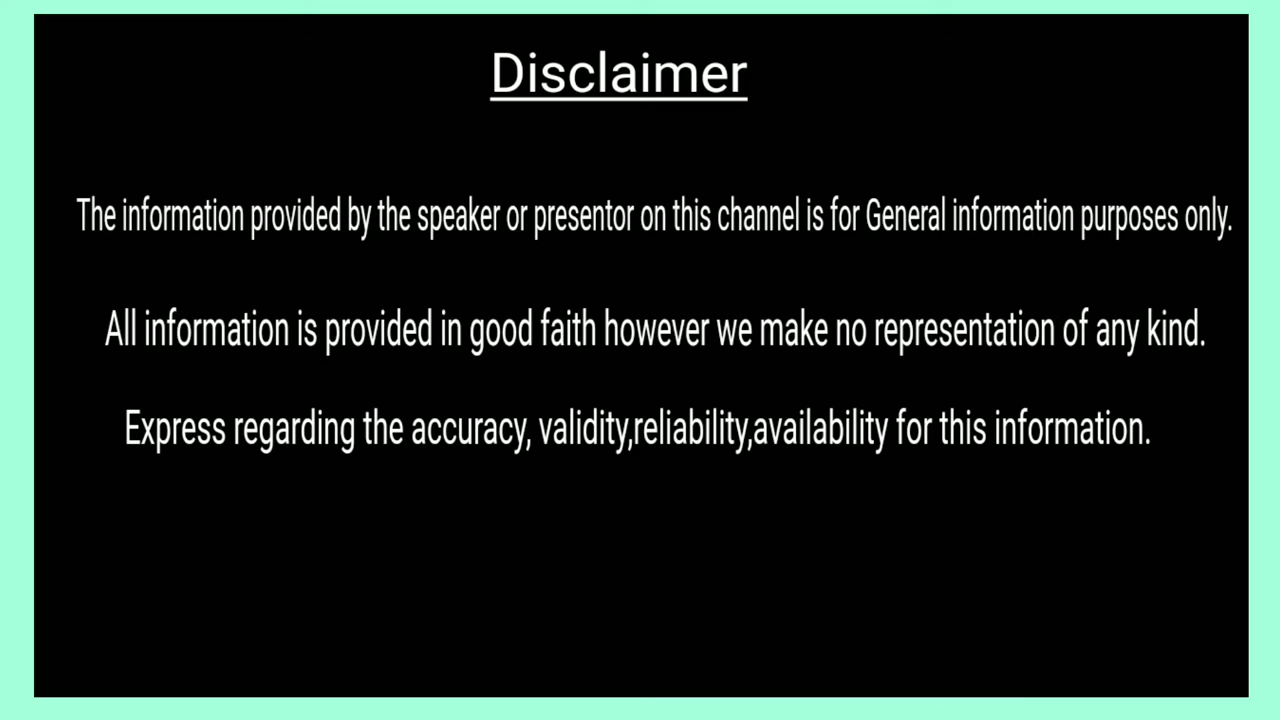 Disclaimer
The information provided by the speaker or presentor on this channel is for General information purposes only.
All information is provided in good faith however we make no representation of any kind.
Express regarding the accuracy, validity,reliability,availability for this information.